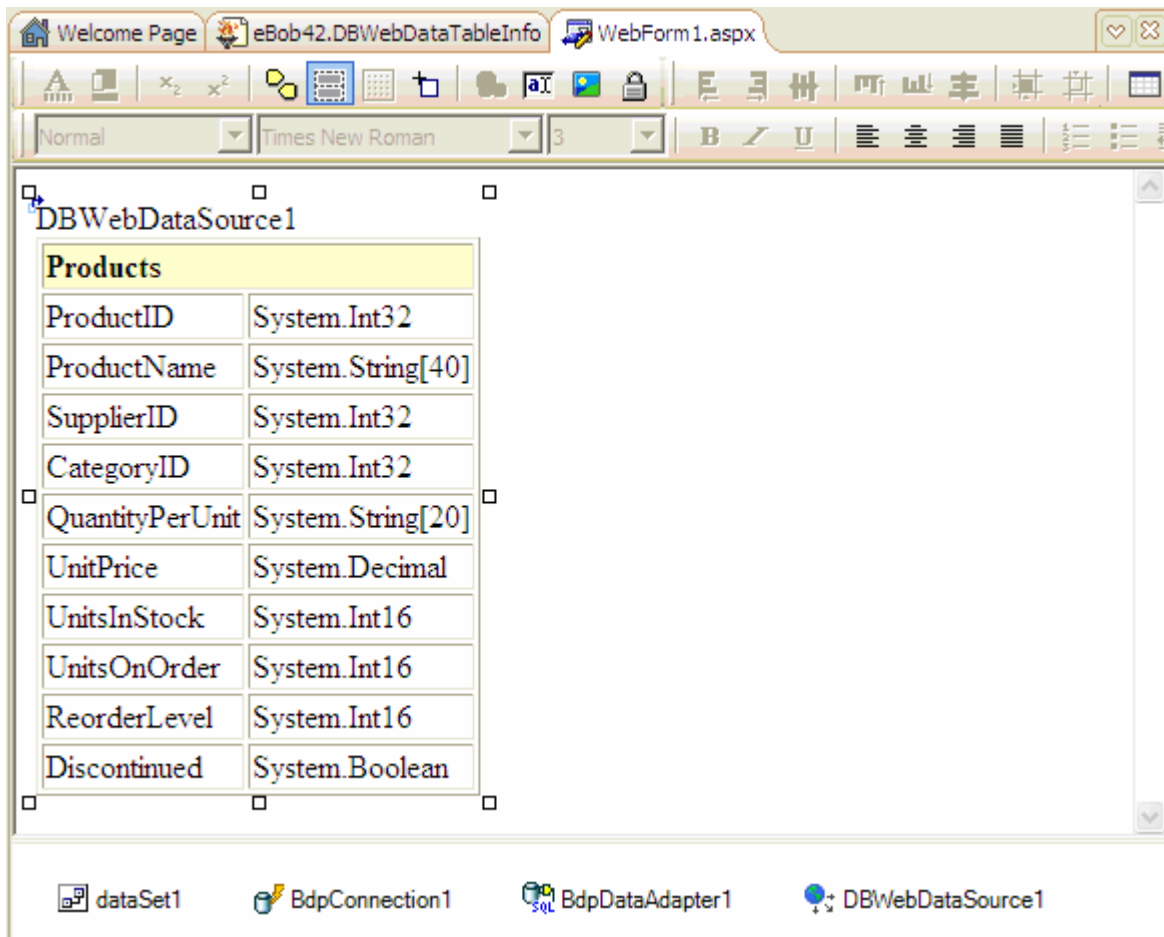 Welcome Page eBob42.DBWebDataTableInfo WebForm1.aspx
Normal Times New Roman 3 B I U
DBWebDataSource1
Products
ProductID System.Int32
ProductName System.String[40]
SupplierID System.Int32
CategoryID System.Int32
QuantityPerUnit System.String[20]
UnitPrice System.Decimal
UnitsInStock System.Int16
UnitsOnOrder System.Int16
ReorderLevel System.Int16
Discontinued System.Boolean
dataSet1 BdpConnection1 BdpDataAdapter1 DBWebDataSource1